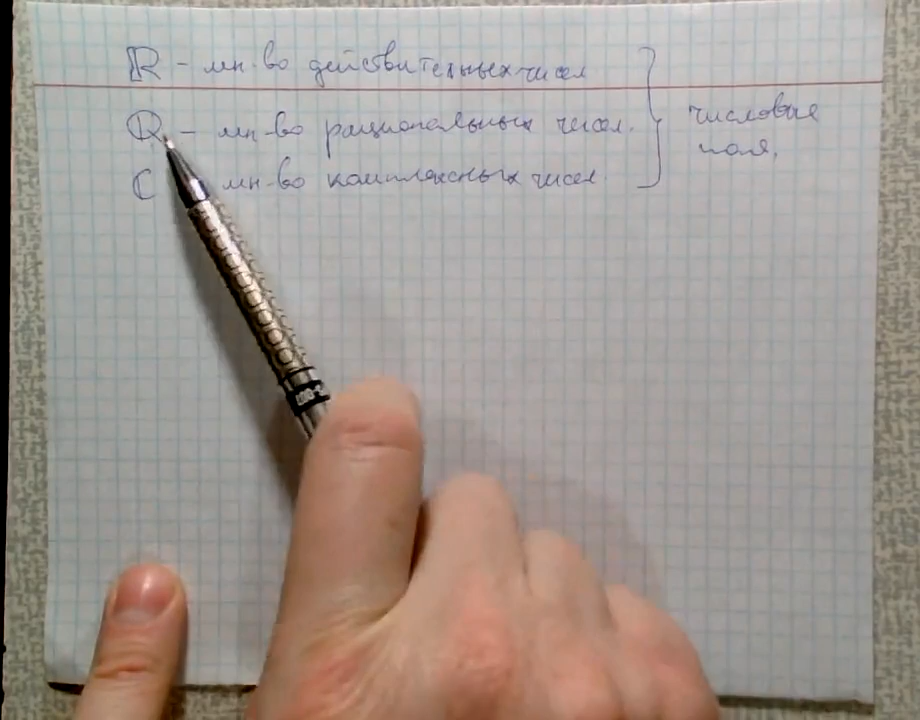 ℝ - мн-во действительных чисел
ℚ - мн-во рациональных чисел.
ℂ мн-во комплексных чисел
числовые
поля,